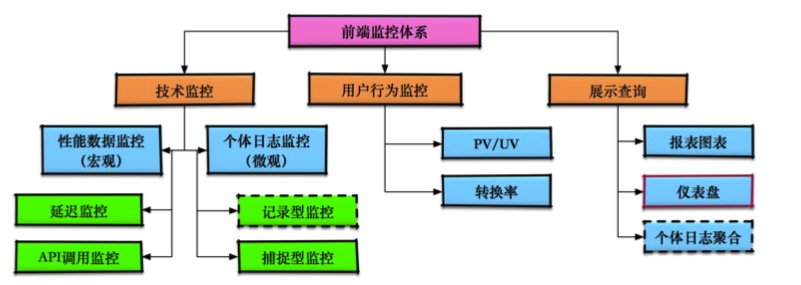 前端监控体系
技术监控
用户行为监控
展示查询
性能数据监控
（宏观）
个体日志监控
（微观）
PV/UV
报表图表
延迟监控
记录型监控
转换率
仪表盘
API调用监控
捕捉型监控
个体日志聚合